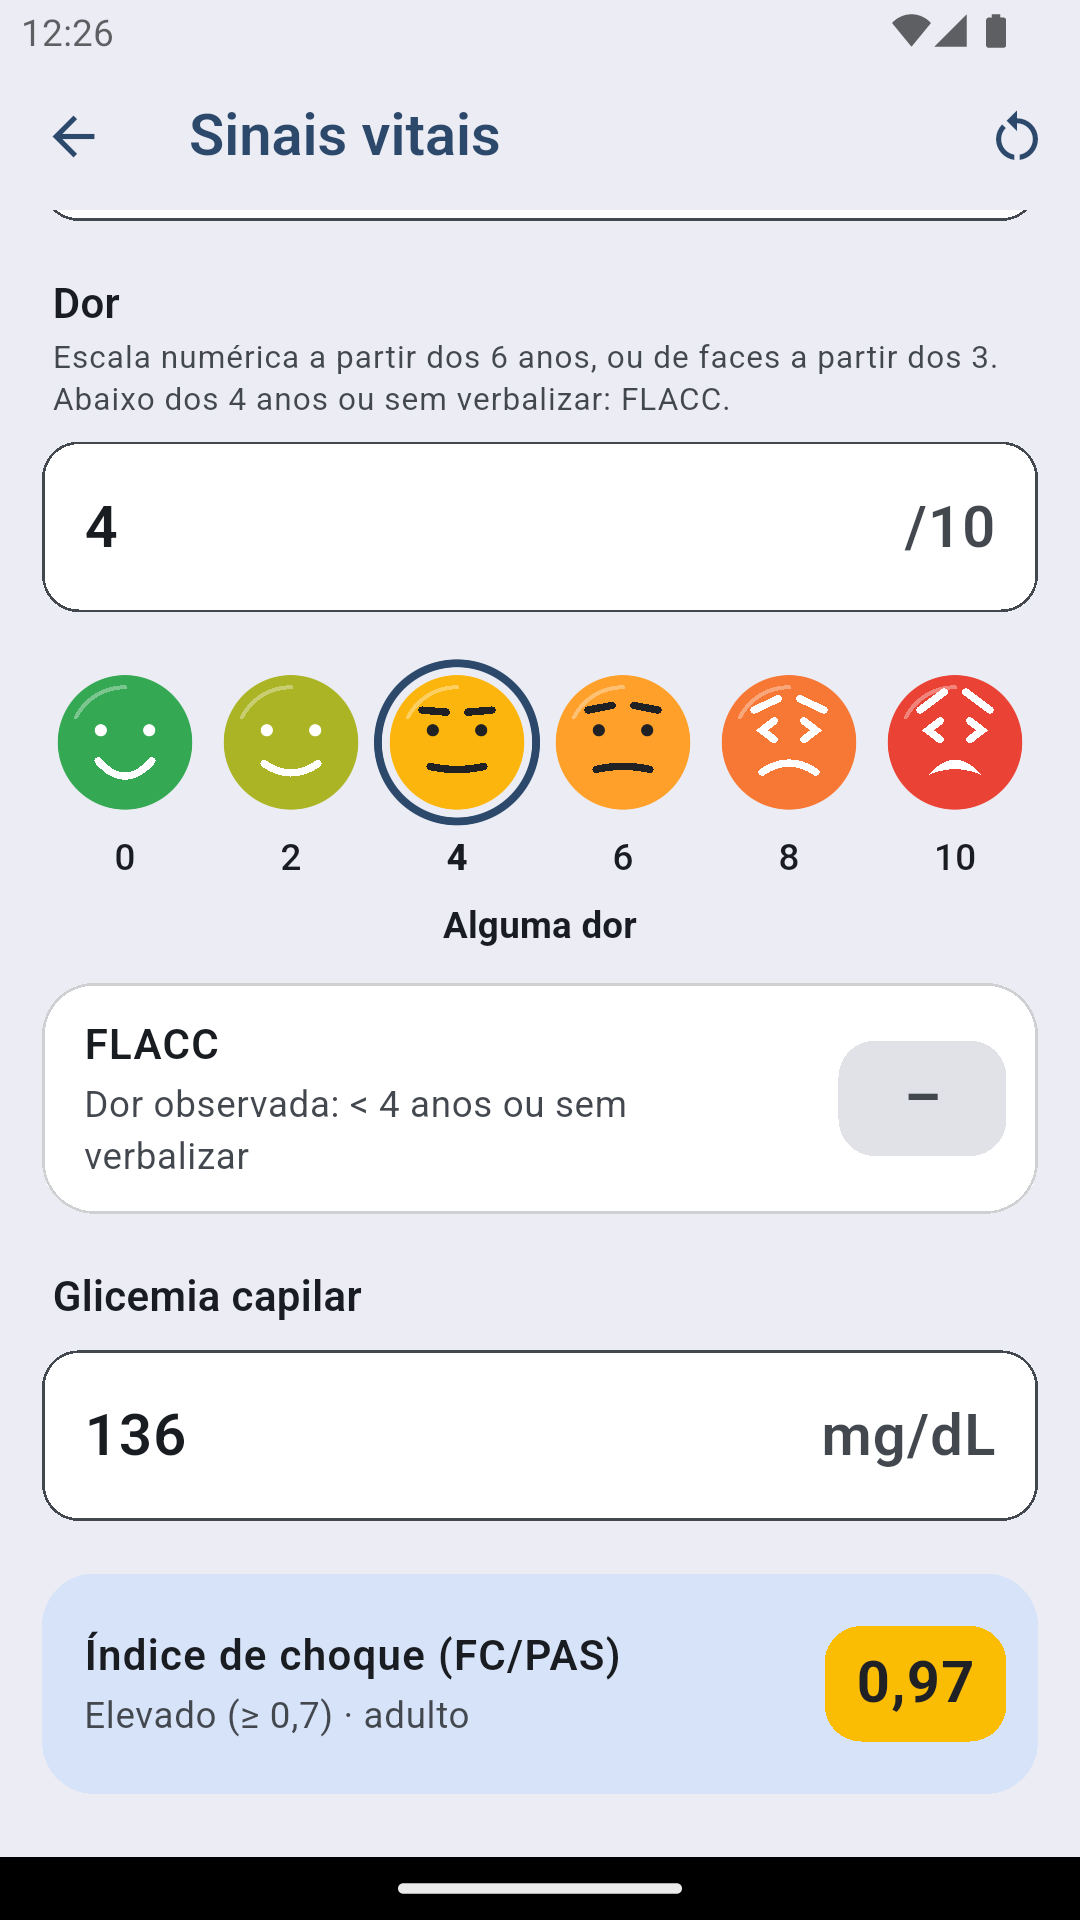 12:26
Sinais vitais
Dor
Escala numérica a partir dos 6 anos, ou de faces a partir dos 3.
Abaixo dos 4 anos ou sem verbalizar: FLACC.
4 /10
0 2 4 6 8 10
Alguma dor
FLACC
Dor observada: < 4 anos ou sem
verbalizar
–
Glicemia capilar
136 mg/dL
Índice de choque (FC/PAS)
Elevado (≥ 0,7) · adulto
0,97